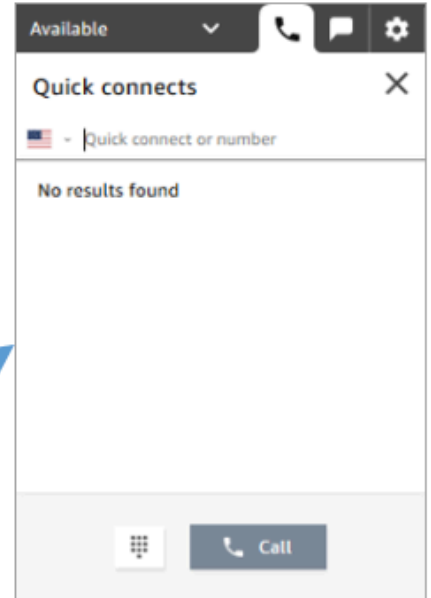 Available
Quick connects
Quick connect or number
No results found
Call